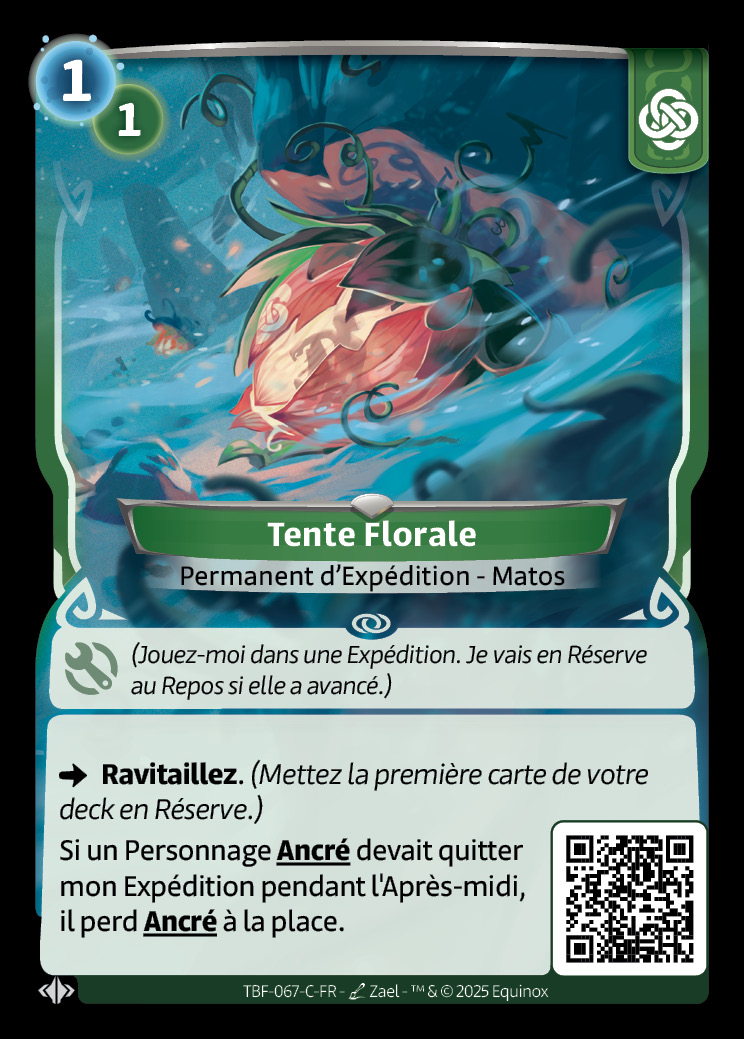 1
1
Tente Florale
Permanent d’Expédition - Matos
(Jouez-moi dans une Expédition. Je vais en Réserve
au Repos si elle a avancé.)
Ravitaillez. (Mettez la première carte de votre
deck en Réserve.)
Si un Personnage Ancré devait quitter
mon Expédition pendant l'Après-midi,
il perd Ancré à la place.
TBF-067-C-FR - Zael - ™ & © 2025 Equinox